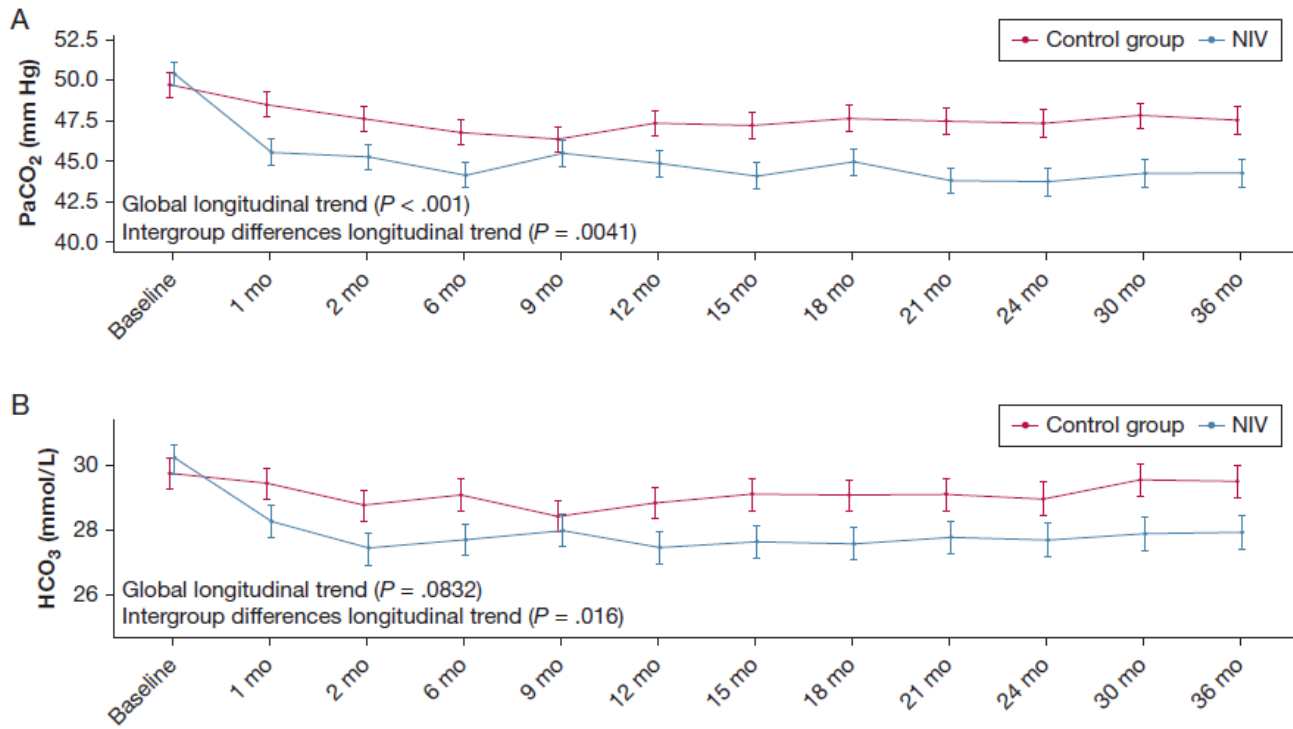 A
Control group NIV
PaCO₂ (mm Hg)
52.5
50.0
47.5
45.0
42.5
40.0
Global longitudinal trend (P < .001)
Intergroup differences longitudinal trend (P = .0041)
Baseline 1 mo 2 mo 6 mo 9 mo 12 mo 15 mo 18 mo 21 mo 24 mo 30 mo 36 mo
B
Control group NIV
HCO₃ (mmol/L)
30
28
26
Global longitudinal trend (P = .0832)
Intergroup differences longitudinal trend (P = .016)
Baseline 1 mo 2 mo 6 mo 9 mo 12 mo 15 mo 18 mo 21 mo 24 mo 30 mo 36 mo